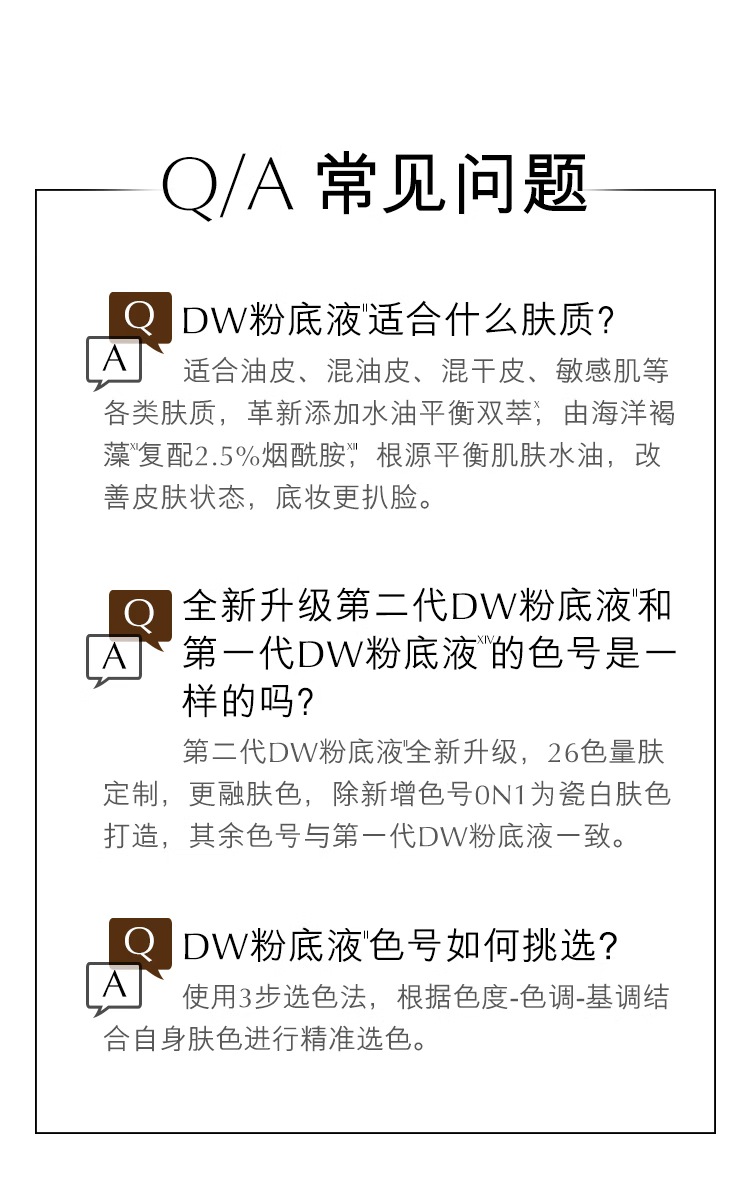 Q/A 常见问题
Q
DW粉底液Ⅱ适合什么肤质?
A
适合油皮、混油皮、混干皮、敏感肌等
各类肤质，革新添加水油平衡双萃Ⅹ，由海洋褐
藻Ⅺ复配2.5%烟酰胺Ⅻ，根源平衡肌肤水油，改
善皮肤状态，底妆更扒脸。
Q
全新升级第二代DW粉底液Ⅱ和
A
第一代DW粉底液XIV的色号是一
样的吗?
第二代DW粉底液Ⅱ全新升级，26色量肤
定制，更融肤色，除新增色号0N1为瓷白肤色
打造，其余色号与第一代DW粉底液一致。
Q
DW粉底液Ⅱ色号如何挑选?
A
使用3步选色法，根据色度-色调-基调结
合自身肤色进行精准选色。